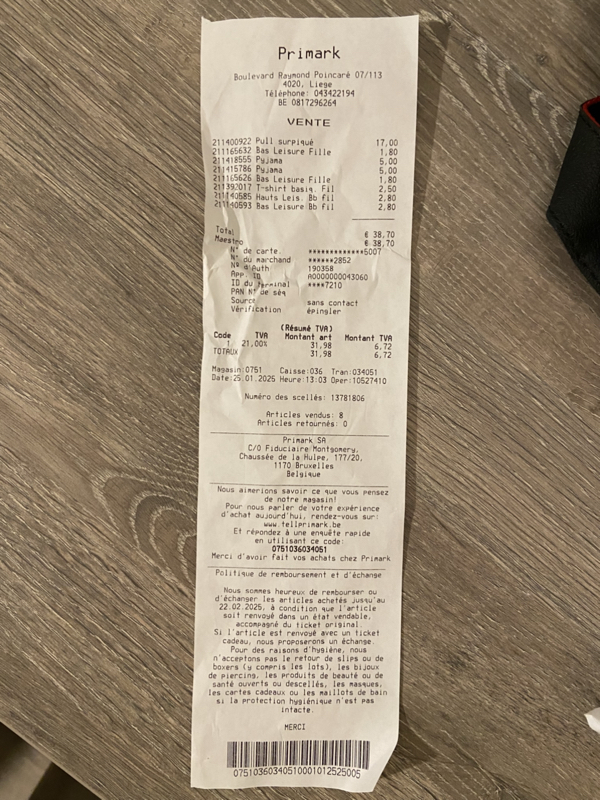 Primark
Boulevard Raymond Poincaré 07/113
4020, Liege
Téléphone: 043422194
BE 0817296264
VENTE
211400922 Pull surpiqué 17,00
211165632 Bas Leisure Fille 1,80
211418555 Pyjama 5,00
211415786 Pyjama 5,00
211165626 Bas Leisure Fille 1,80
211392017 T-shirt basiq. Fil 2,50
211140585 Hauts Leis. Bb fil 2,80
211140593 Bas Leisure Bb fil 2,80
Total € 38,70
Maestro € 38,70
N° de carte. ************5007
N° du marchand ******2852
Nº d'Auth 190358
App. ID A0000000043060
ID du terminal ****7210
PAN N° de séq
Source sans contact
Vérification épingler
(Résumé TVA)
Code TVA Montant art Montant TVA
1 21,00% 31,98 6,72
TOTAUX 31,98 6,72
Magasin:0751 Caisse:036 Tran:034051
Date:25.01.2025 Heure:13:03 Oper:10527410
Numéro des scellés: 13781806
Articles vendus: 8
Articles retournés: 0
Primark SA
C/O Fiduciaire Montgomery,
Chaussée de la Hulpe, 177/20,
1170 Bruxelles
Belgique
Nous aimerions savoir ce que vous pensez
de notre magasin!
Pour nous parler de votre expérience
d'achat aujourd'hui, rendez-vous sur:
www.tellprimark.be
Et répondez à une enquête rapide
en utilisant ce code:
0751036034051
Merci d'avoir fait vos achats chez Primark
Politique de remboursement et d'échange
Nous sommes heureux de rembourser ou
d'échanger les articles achetés jusqu'au
22.02.2025, à condition que l'article
soit renvoyé dans un état vendable,
accompagné du ticket original.
Si l'article est renvoyé avec un ticket
cadeau, nous proposerons un échange.
Pour des raisons d'hygiène, nous
n'acceptons pas le retour de slips ou de
boxers (y compris les lots), les bijoux
de piercing, les produits de beauté ou de
santé ouverts ou descellés, les masques,
les cartes cadeaux ou les maillots de bain
si la protection hygiénique n'est pas
intacte.
MERCI
07510360340510001012525005